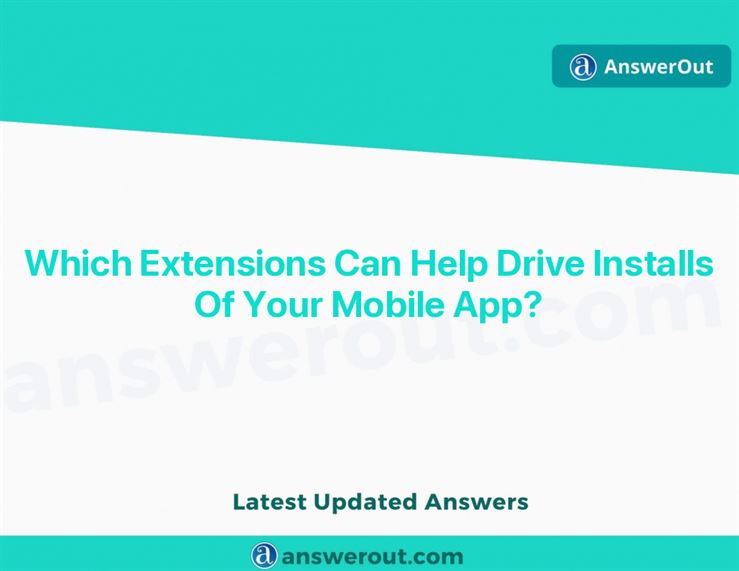 AnswerOut
Which Extensions Can Help Drive Installs
Of Your Mobile App?
answerout.com
Latest Updated Answers
answerout.com